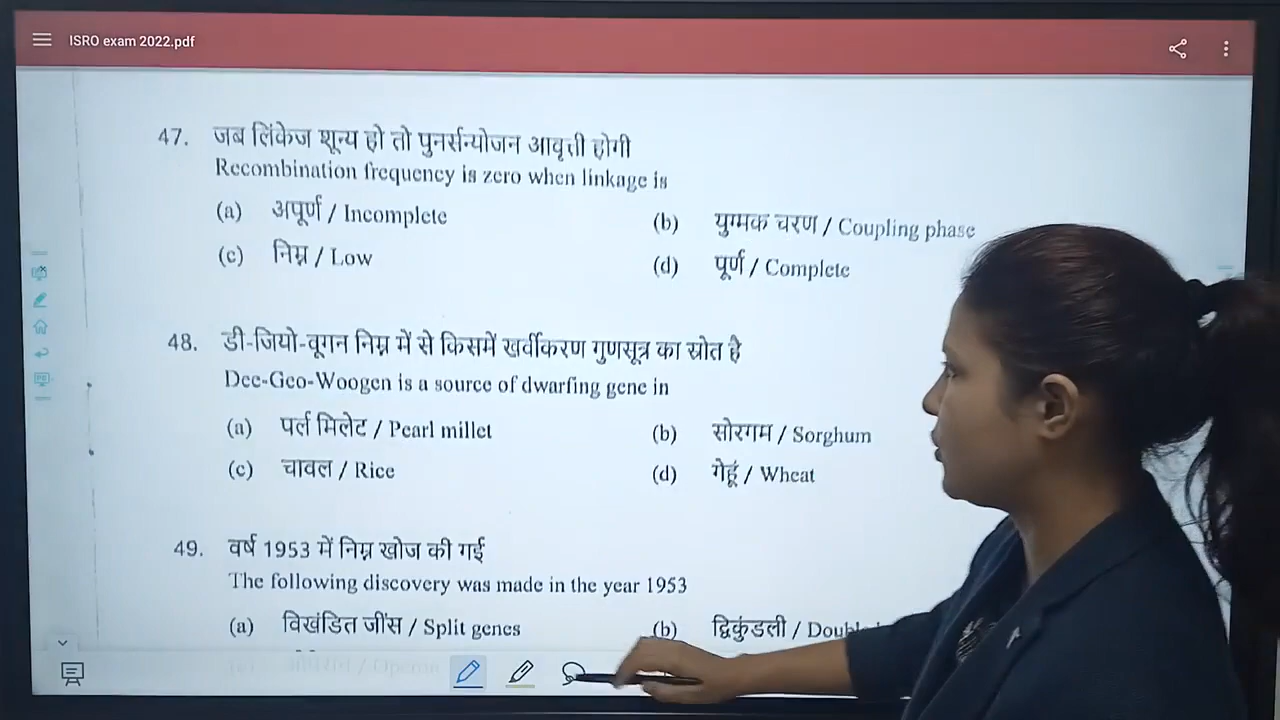 ISRO exam 2022.pdf
47. जब लिंकेज शून्य हो तो पुनर्सन्योजन आवृत्ती होगी
Recombination frequency is zero when linkage is
(a) अपूर्ण / Incomplete (b) युग्मक चरण / Coupling phase
(c) निम्न / Low (d) पूर्ण / Complete
48. डी-जियो-वूगन निम्न में से किसमें खर्वीकरण गुणसूत्र का स्रोत है
Dee-Geo-Woogen is a source of dwarfing gene in
(a) पर्ल मिलेट / Pearl millet (b) सोरगम / Sorghum
(c) चावल / Rice (d) गेहूं / Wheat
49. वर्ष 1953 में निम्न खोज की गई
The following discovery was made in the year 1953
(a) विखंडित जींस / Split genes (b) द्विकुंडली /